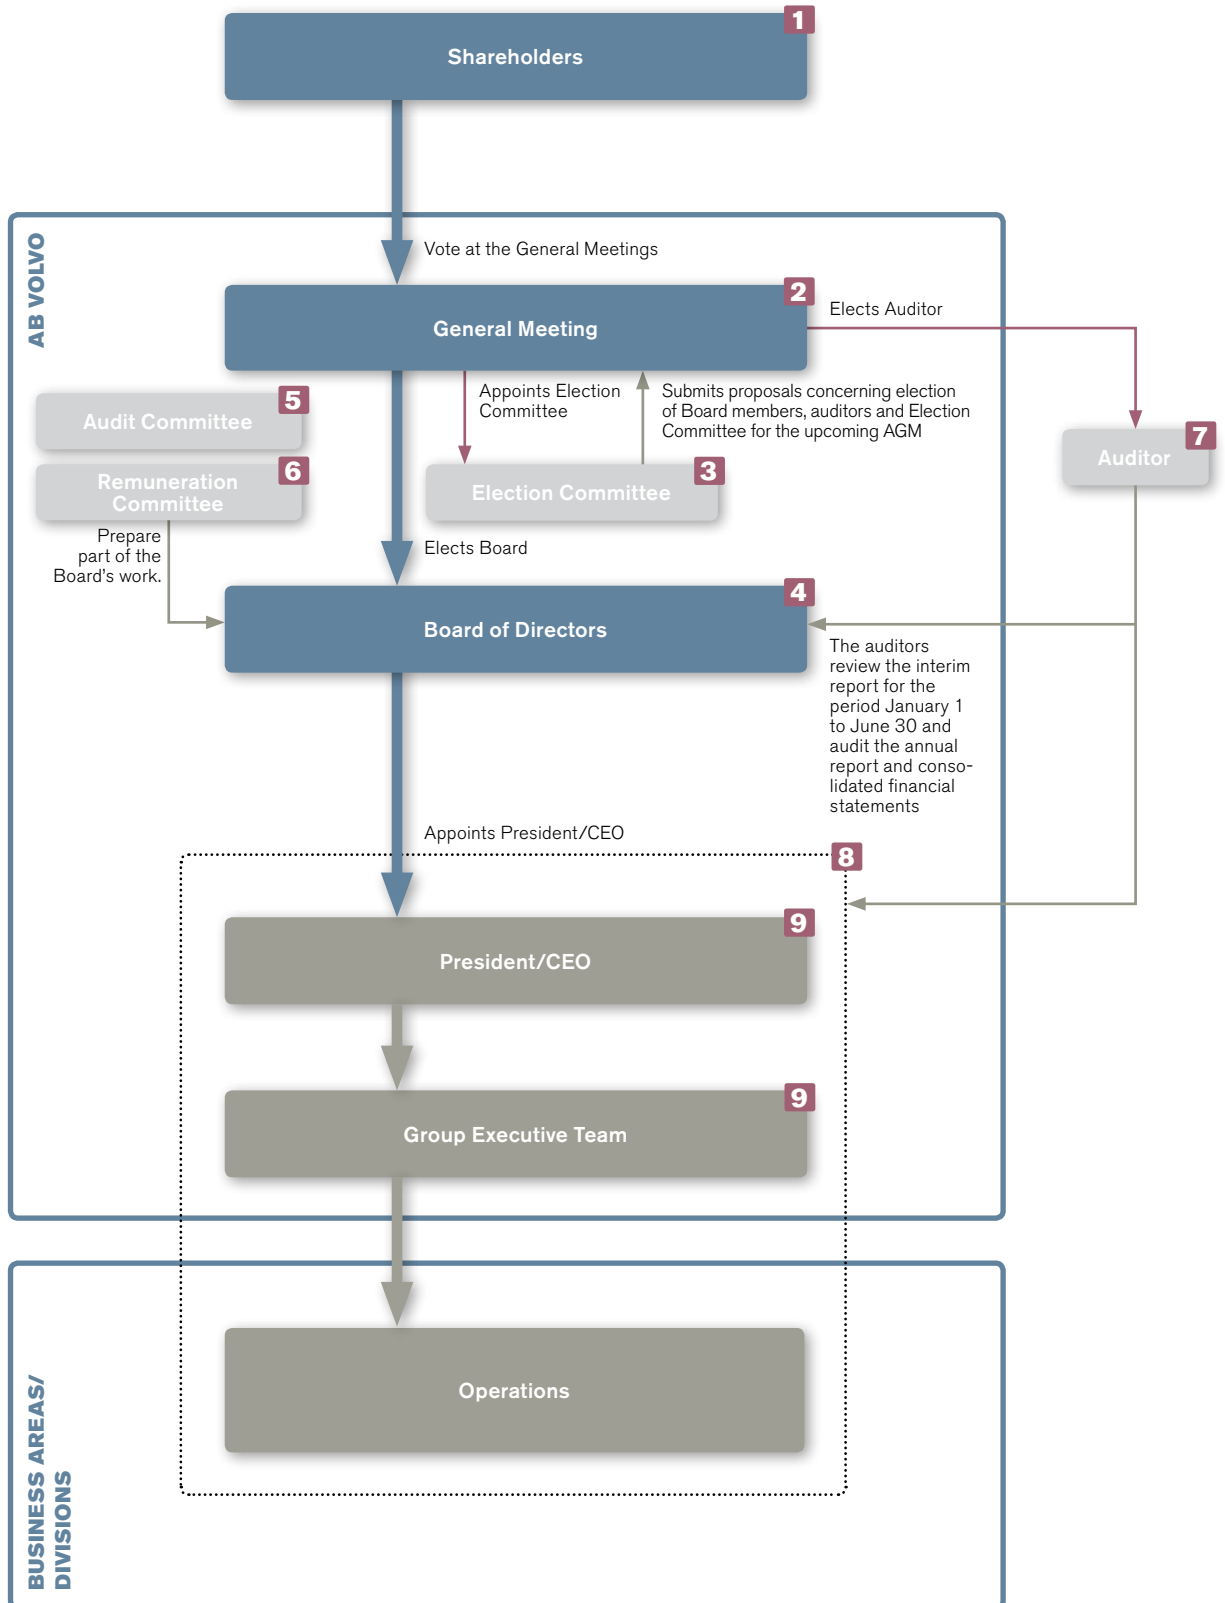 1
Shareholders
AB VOLVO
Vote at the General Meetings
2
General Meeting
Elects Auditor
Appoints Election
Committee
Submits proposals concerning election
of Board members, auditors and Election
Committee for the upcoming AGM
5
Audit Committee
6
Remuneration
Committee
3
Election Committee
7
Auditor
Prepare
part of the
Board’s work.
Elects Board
4
Board of Directors
The auditors
review the interim
report for the
period January 1
to June 30 and
audit the annual
report and conso-
lidated financial
statements
Appoints President/CEO
8
9
President/CEO
9
Group Executive Team
Operations
BUSINESS AREAS/
DIVISIONS